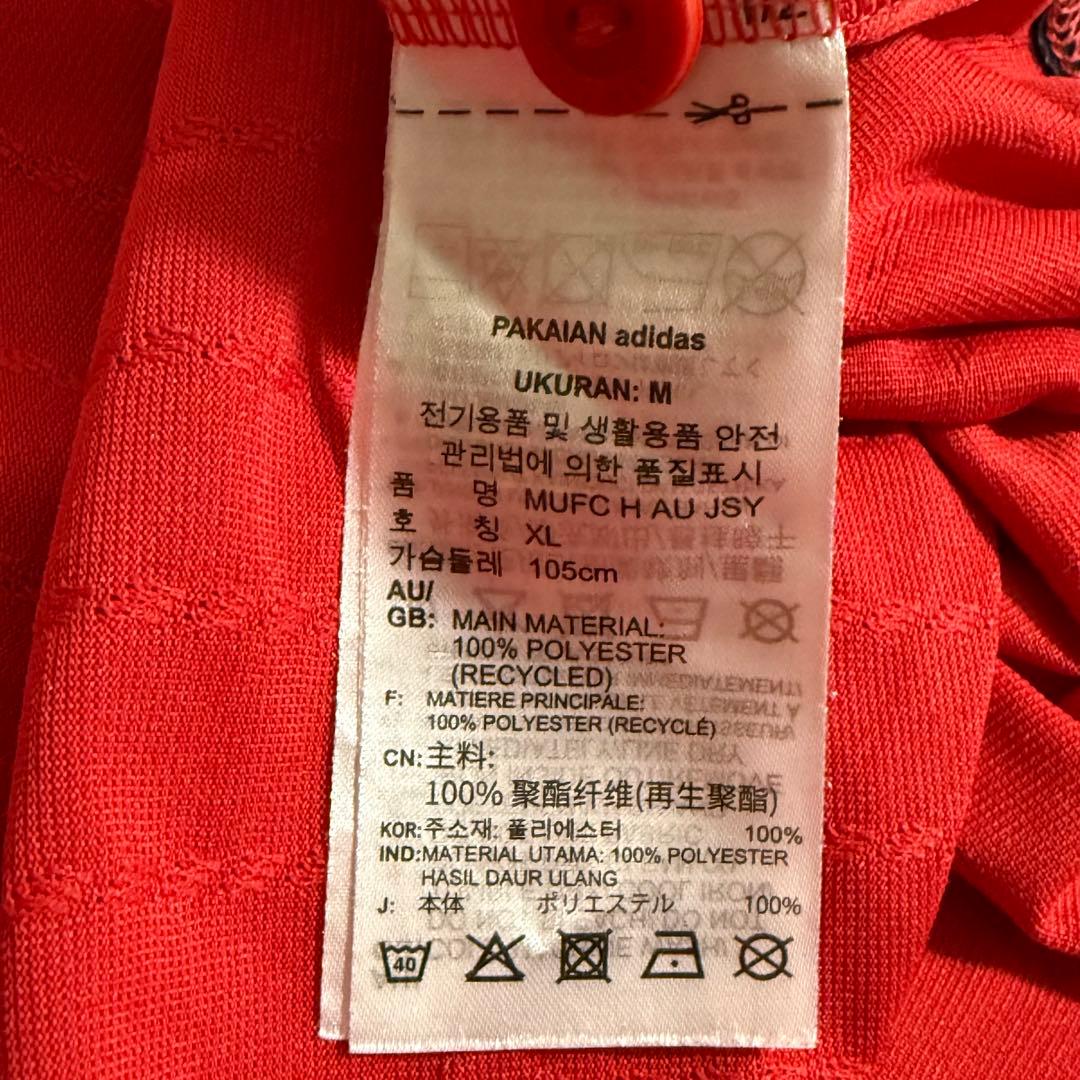 PAKAIAN adidas
UKURAN: M
전기용품 및 생활용품 안전
관리법에 의한 품질표시
품 명 MUFC H AU JSY
호 칭 XL
가슴둘레 105cm
AU/
GB: MAIN MATERIAL:
100% POLYESTER
(RECYCLED)
F: MATIERE PRINCIPALE:
100% POLYESTER (RECYCLÉ)
CN:主料:
100% 聚酯纤维(再生聚酯)
KOR:주소재: 폴리에스터 100%
IND:MATERIAL UTAMA: 100% POLYESTER
HASIL DAUR ULANG
J: 本体 ポリエステル 100%
40